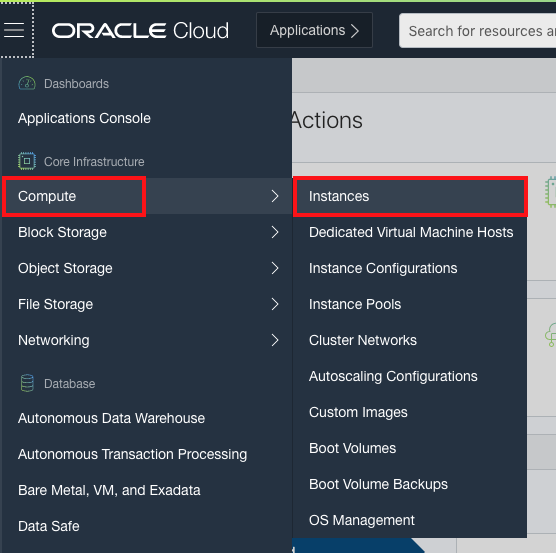 ORACLE Cloud
Applications
Search for resources
Dashboards
Applications Console
Core Infrastructure
Compute
Block Storage
Object Storage
File Storage
Networking
Database
Autonomous Data Warehouse
Autonomous Transaction Processing
Bare Metal, VM, and Exadata
Data Safe
Actions
Instances
Dedicated Virtual Machine Hosts
Instance Configurations
Instance Pools
Cluster Networks
Autoscaling Configurations
Custom Images
Boot Volumes
Boot Volume Backups
OS Management